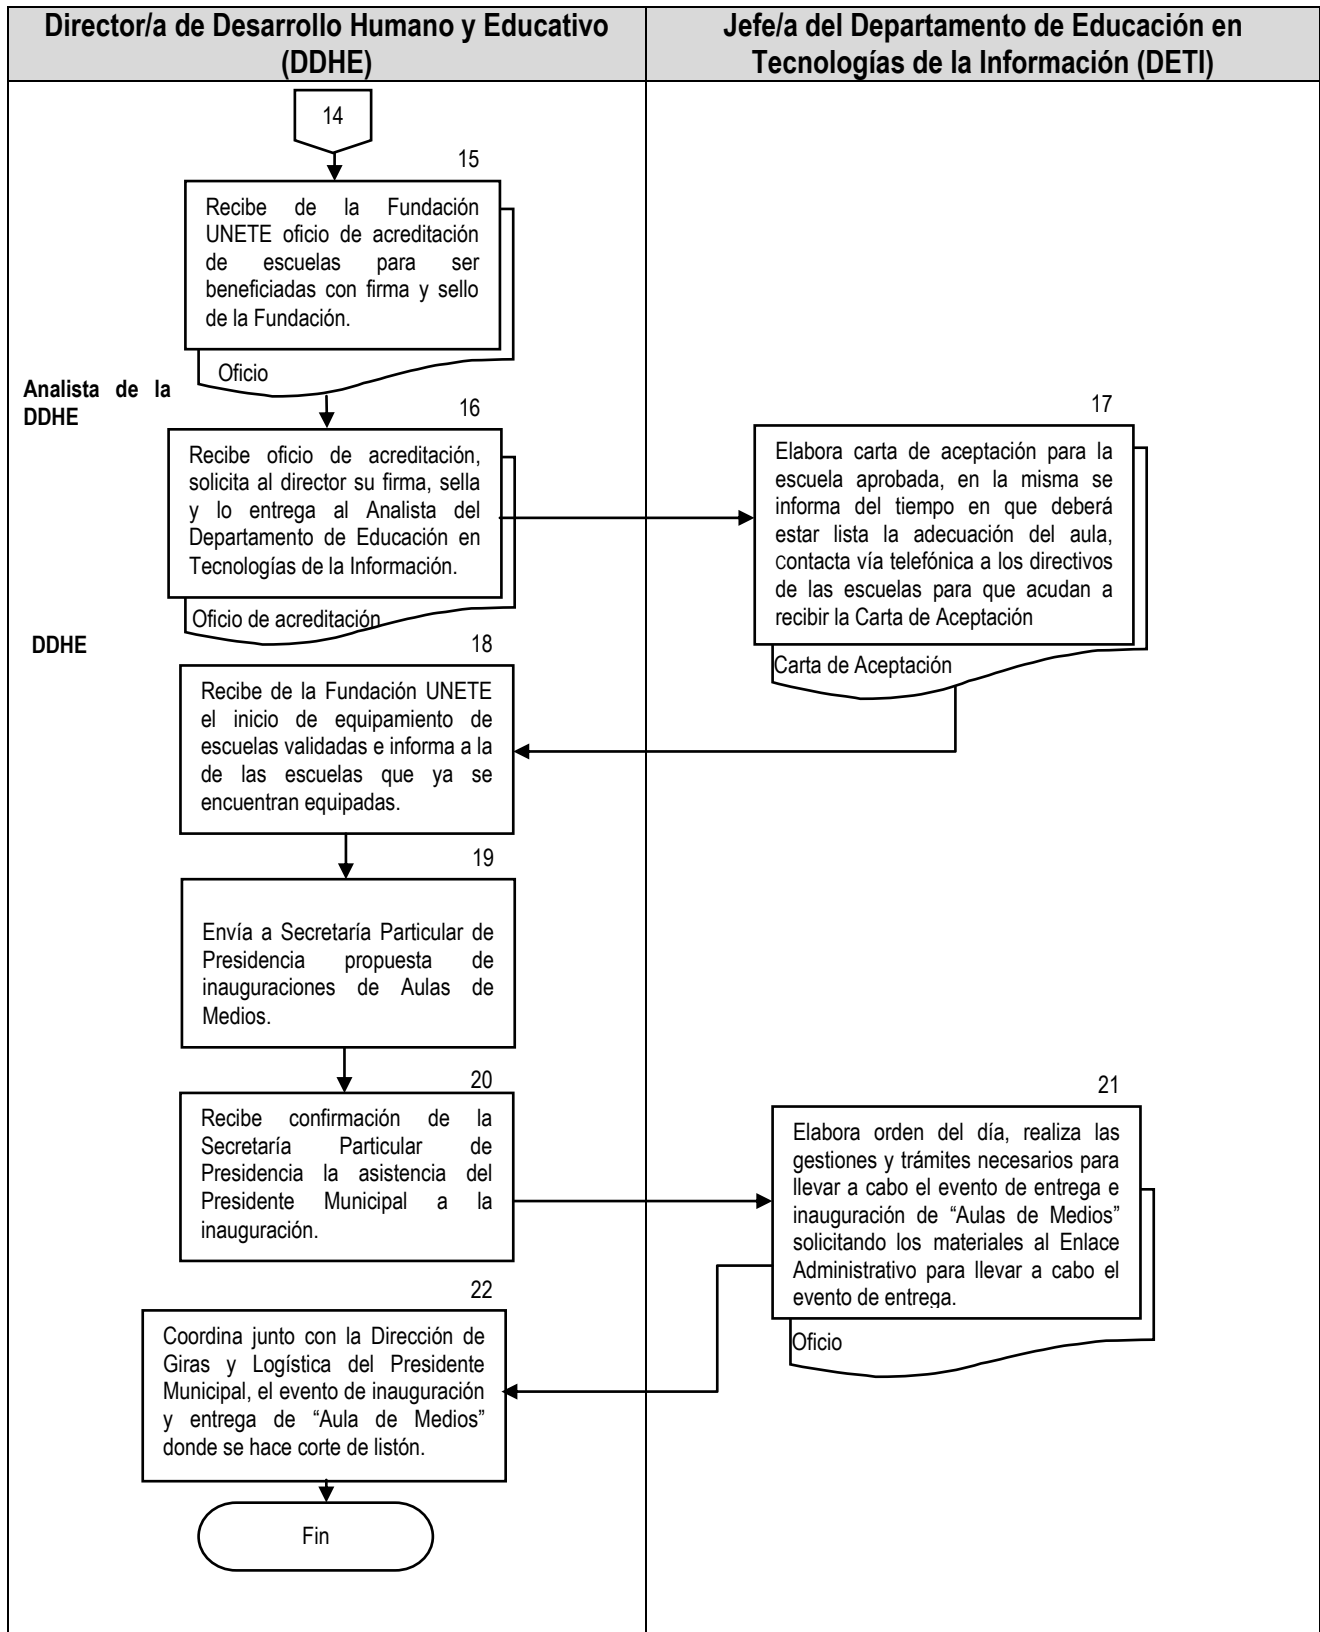 Director/a de Desarrollo Humano y Educativo
(DDHE)
Jefe/a del Departamento de Educación en
Tecnologías de la Información (DETI)
14
15
Recibe de la Fundación
UNETE oficio de acreditación
de escuelas para ser
beneficiadas con firma y sello
de la Fundación.
Oficio
Analista de la
DDHE
16
Recibe oficio de acreditación,
solicita al director su firma, sella
y lo entrega al Analista del
Departamento de Educación en
Tecnologías de la Información.
Oficio de acreditación
17
Elabora carta de aceptación para la
escuela aprobada, en la misma se
informa del tiempo en que deberá
estar lista la adecuación del aula,
contacta vía telefónica a los directivos
de las escuelas para que acudan a
recibir la Carta de Aceptación
Carta de Aceptación
DDHE
18
Recibe de la Fundación UNETE
el inicio de equipamiento de
escuelas validadas e informa a la
de las escuelas que ya se
encuentran equipadas.
19
Envía a Secretaría Particular de
Presidencia propuesta de
inauguraciones de Aulas de
Medios.
20
Recibe confirmación de la
Secretaría Particular de
Presidencia la asistencia del
Presidente Municipal a la
inauguración.
21
Elabora orden del día, realiza las
gestiones y trámites necesarios para
llevar a cabo el evento de entrega e
inauguración de “Aulas de Medios”
solicitando los materiales al Enlace
Administrativo para llevar a cabo el
evento de entrega.
Oficio
22
Coordina junto con la Dirección de
Giras y Logística del Presidente
Municipal, el evento de inauguración
y entrega de “Aula de Medios”
donde se hace corte de listón.
Fin